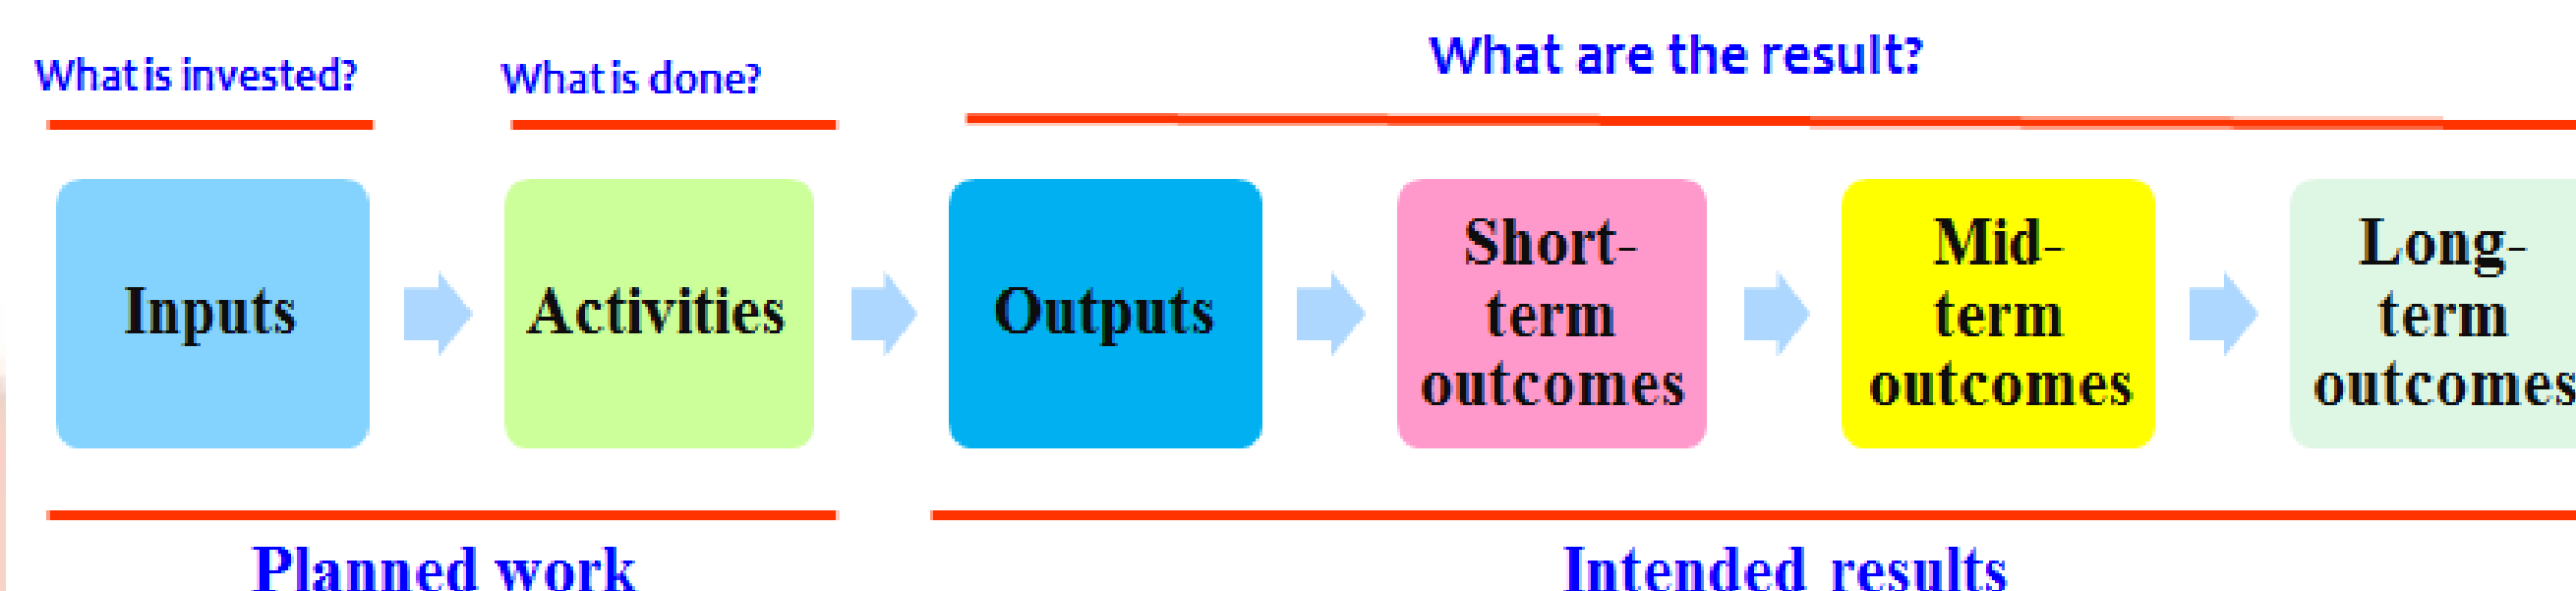 What is invested?
What is done?
What are the result?
Inputs
Activities
Outputs
Short-
term
outcomes
Mid-
term
outcomes
Long-
term
outcomes
Planned work
Intended results